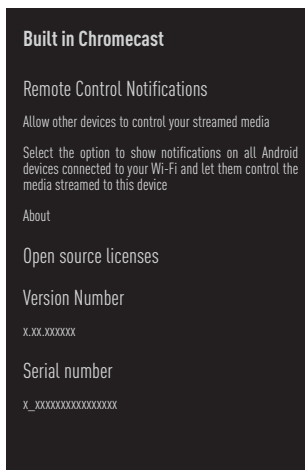 Built in Chromecast
Remote Control Notifications
Allow other devices to control your streamed media
Select the option to show notifications on all Android
devices connected to your Wi-Fi and let them control the
media streamed to this device
About
Open source licenses
Version Number
x.xx.xxxxxx
Serial number
x_xxxxxxxxxxxxxxxx